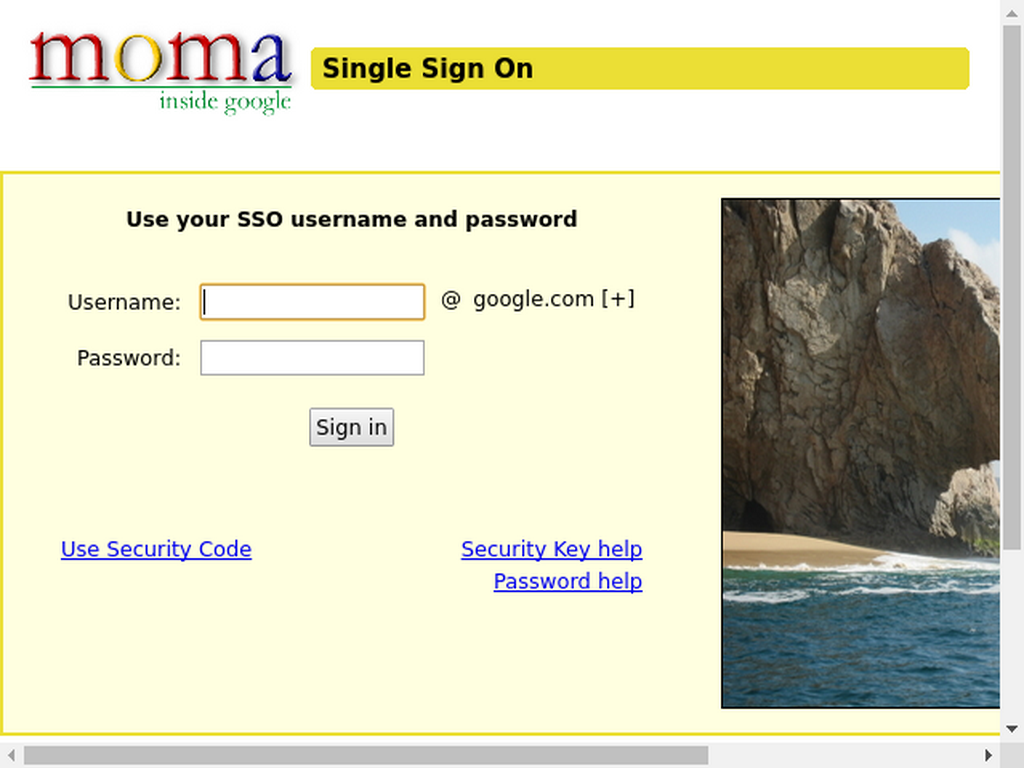 moma
inside google
Single Sign On
Use your SSO username and password
Username:
@ google.com [+]
Password:
Sign in
Use Security Code
Security Key help
Password help